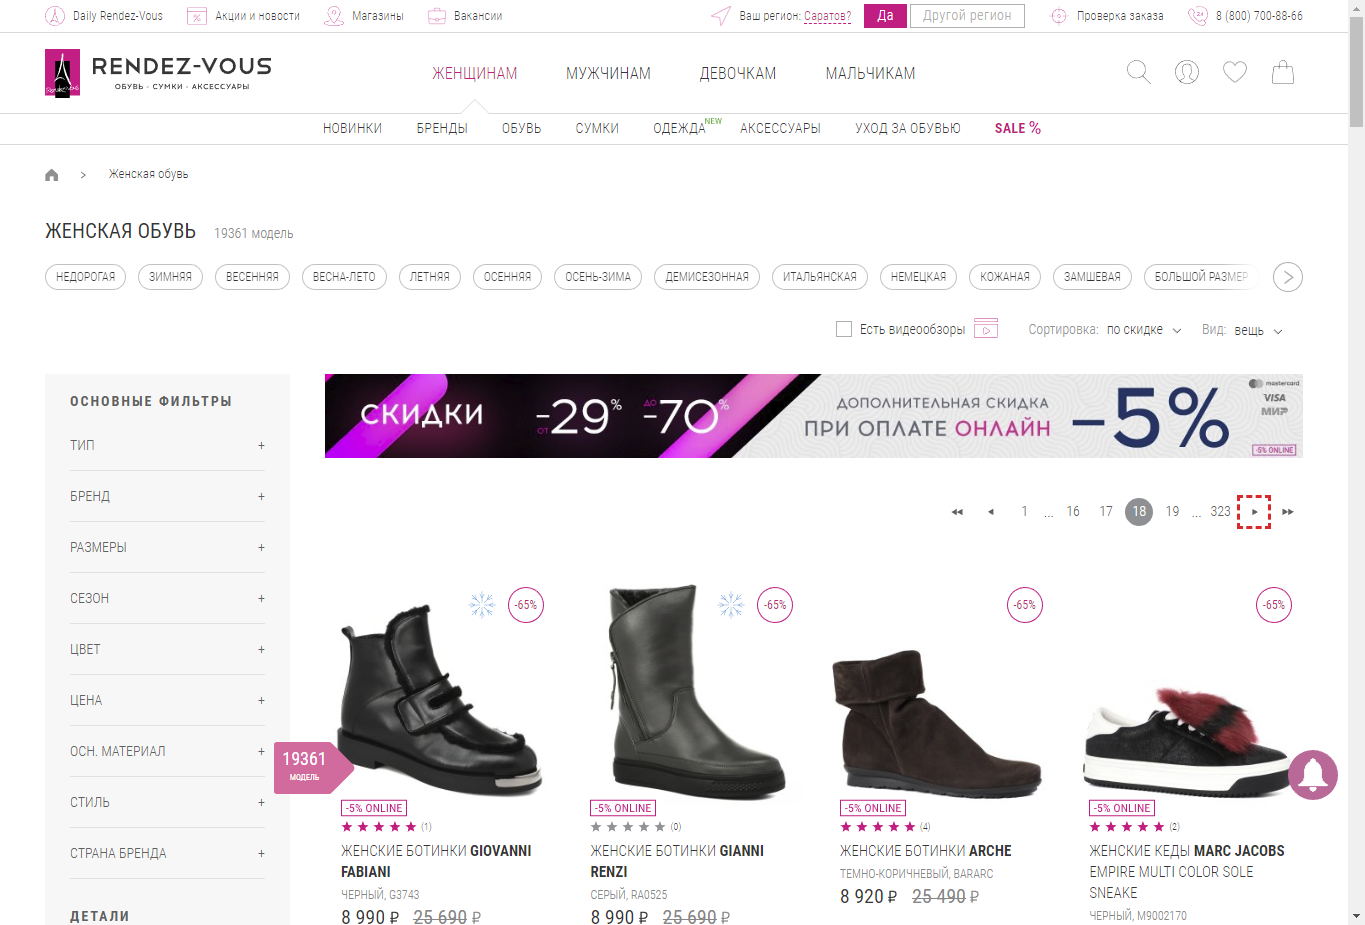 Daily Rendez-Vous Акции и новости Магазины Вакансии Ваш регион: Саратов? Да Другой регион Проверка заказа 8 (800) 700-88-66
RENDEZ-VOUS
ОБУВЬ · СУМКИ · АКСЕССУАРЫ
ЖЕНЩИНАМ МУЖЧИНАМ ДЕВОЧКАМ МАЛЬЧИКАМ
НОВИНКИ БРЕНДЫ ОБУВЬ СУМКИ ОДЕЖДА NEW АКСЕССУАРЫ УХОД ЗА ОБУВЬЮ SALE %
> Женская обувь
ЖЕНСКАЯ ОБУВЬ 19361 модель
НЕДОРОГАЯ ЗИМНЯЯ ВЕСЕННЯЯ ВЕСНА-ЛЕТО ЛЕТНЯЯ ОСЕННЯЯ ОСЕНЬ-ЗИМА ДЕМИСЕЗОННАЯ ИТАЛЬЯНСКАЯ НЕМЕЦКАЯ КОЖАНАЯ ЗАМШЕВАЯ БОЛЬШОЙ РАЗМЕР
Есть видеообзоры Сортировка: по скидке Вид: вещь
ОСНОВНЫЕ ФИЛЬТРЫ
ТИП +
БРЕНД +
РАЗМЕРЫ +
СЕЗОН +
ЦВЕТ +
ЦЕНА +
ОСН. МАТЕРИАЛ +
СТИЛЬ +
СТРАНА БРЕНДА +
ДЕТАЛИ
19361
МОДЕЛЬ
СКИДКИ ОТ -29% ДО -70%
ДОПОЛНИТЕЛЬНАЯ СКИДКА
ПРИ ОПЛАТЕ ОНЛАЙН
-5%
mastercard
VISA
МИР
-5% ONLINE
1 ... 16 17 18 19 ... 323
-65%
-5% ONLINE
(1)
ЖЕНСКИЕ БОТИНКИ GIOVANNI
FABIANI
ЧЕРНЫЙ, G3743
8 990 ₽ 25 690 ₽
-65%
-5% ONLINE
(0)
ЖЕНСКИЕ БОТИНКИ GIANNI
RENZI
СЕРЫЙ, RA0525
8 990 ₽ 25 690 ₽
-65%
-5% ONLINE
(4)
ЖЕНСКИЕ БОТИНКИ ARCHE
ТЕМНО-КОРИЧНЕВЫЙ, BARARC
8 920 ₽ 25 490 ₽
-65%
-5% ONLINE
(2)
ЖЕНСКИЕ КЕДЫ MARC JACOBS
EMPIRE MULTI COLOR SOLE
SNEAKE
ЧЕРНЫЙ, M9002170